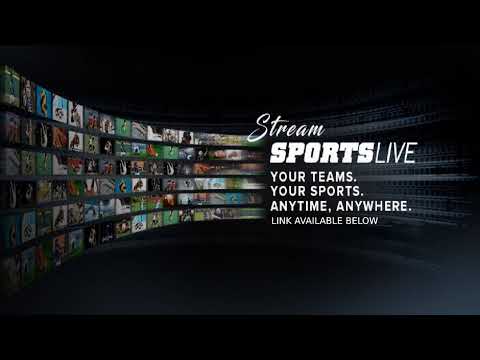 Stream
SPORTSLIVE
YOUR TEAMS.
YOUR SPORTS.
ANYTIME, ANYWHERE.
LINK AVAILABLE BELOW